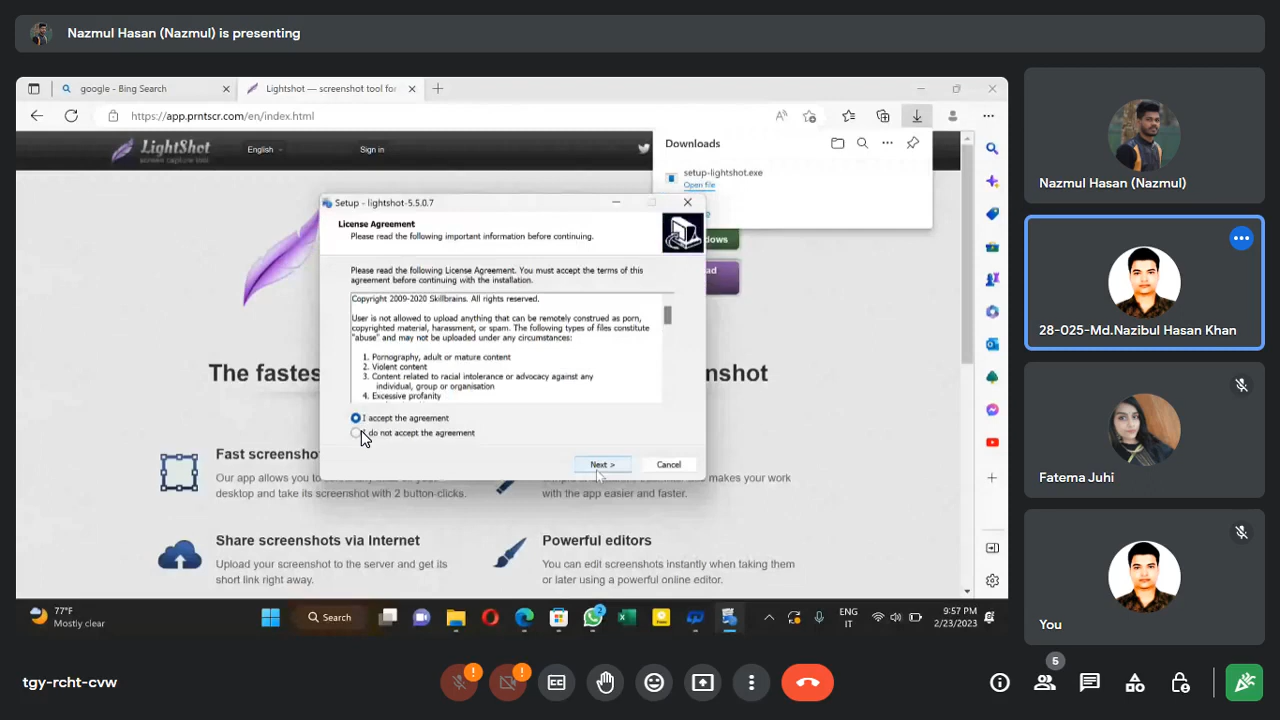 Nazmul Hasan (Nazmul) is presenting
google - Bing Search
Lightshot — screenshot tool for
https://app.prntscr.com/en/index.html
LightShot
screen capture tool
English
Sign in
Downloads
setup-lightshot.exe
Open file
Setup - lightshot-5.5.0.7
License Agreement
Please read the following important information before continuing.
Please read the following License Agreement. You must accept the terms of this
agreement before continuing with the installation.
Copyright 2009-2020 Skillbrains. All rights reserved.
User is not allowed to upload anything that can be remotely construed as porn,
copyrighted material, harassment, or spam. The following types of files constitute
"abuse" and may not be uploaded under any circumstances:
1. Pornography, adult or mature content
2. Violent content
3. Content related to racial intolerance or advocacy against any
individual, group or organisation
4. Excessive profanity
I accept the agreement
I do not accept the agreement
Next >
Cancel
dows
ad
The fastes
nshot
Fast screensho
Our app allows you to
desktop and take its screenshot with 2 button-clicks.
makes your work
with the app easier and faster.
Share screenshots via Internet
Upload your screenshot to the server and get its
short link right away.
Powerful editors
You can edit screenshots instantly when taking them
or later using a powerful online editor.
77°F
Mostly clear
Search
2
ENG
IT
9:57 PM
2/23/2023
Nazmul Hasan (Nazmul)
28-025-Md.Nazibul Hasan Khan
Fatema Juhi
You
tgy-rcht-cvw
5